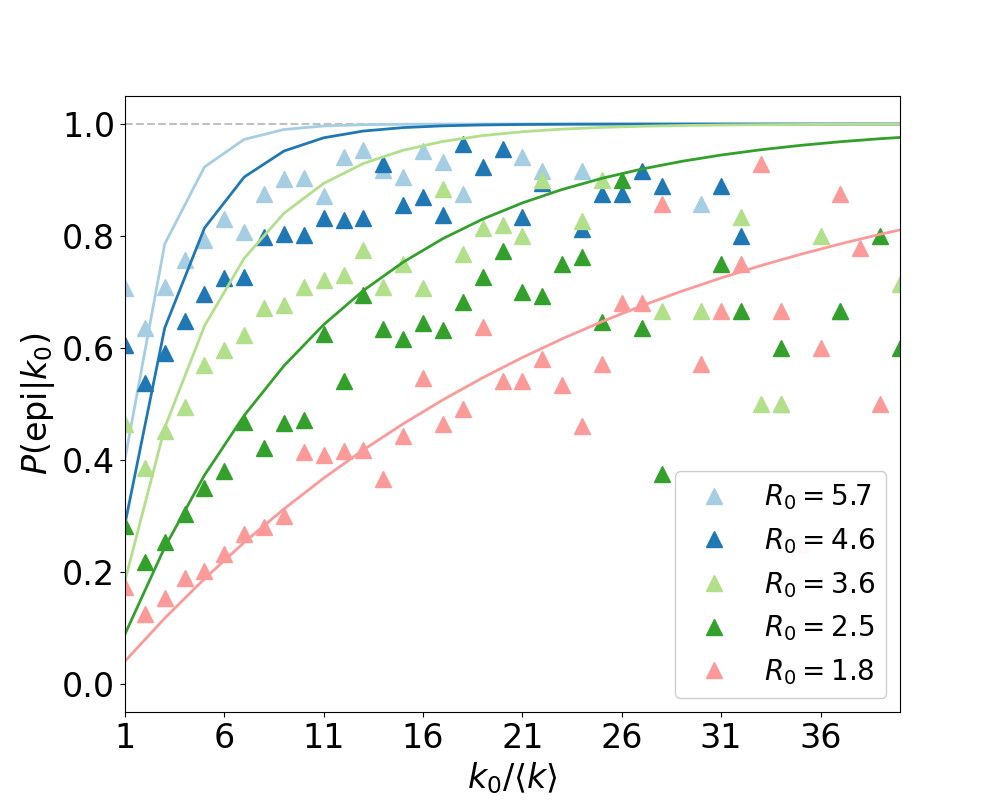 1.0
0.8
0.6
0.4
0.2
0.0
P(epi|k₀)
R₀ = 5.7
R₀ = 4.6
R₀ = 3.6
R₀ = 2.5
R₀ = 1.8
1 6 11 16 21 26 31 36
k₀/⟨k⟩